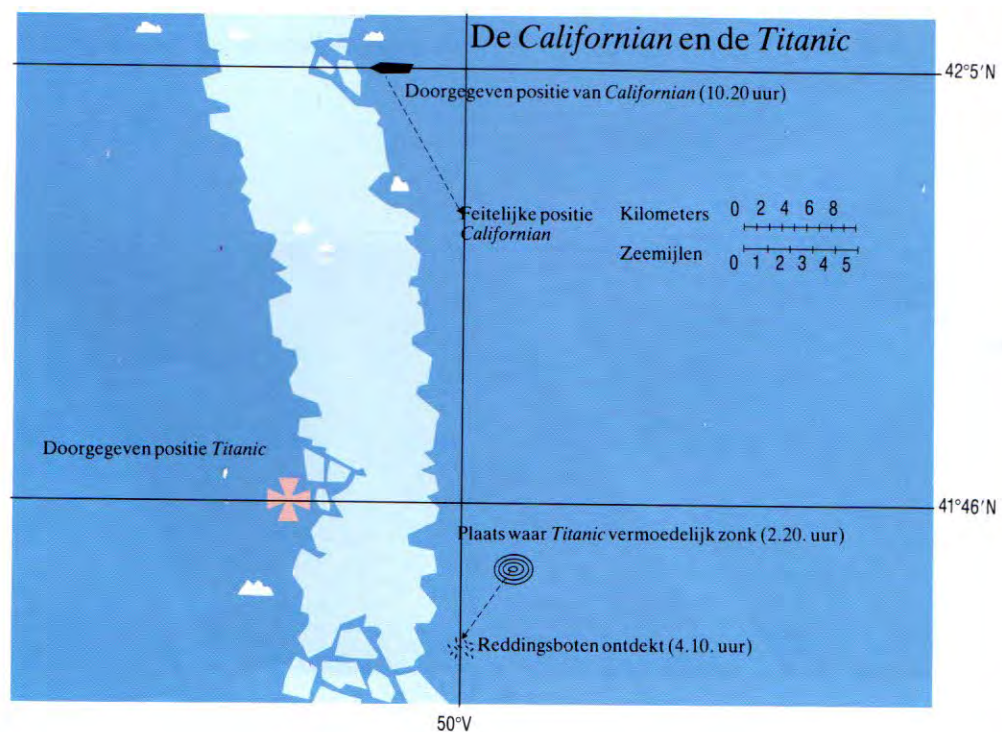 De Californian en de Titanic
42°5′N
Doorgegeven positie van Californian (10.20 uur)
Feitelijke positie
Californian
Kilometers 0 2 4 6 8
Zeemijlen 0 1 2 3 4 5
Doorgegeven positie Titanic
41°46′N
Plaats waar Titanic vermoedelijk zonk (2.20. uur)
Reddingsboten ontdekt (4.10. uur)
50°V